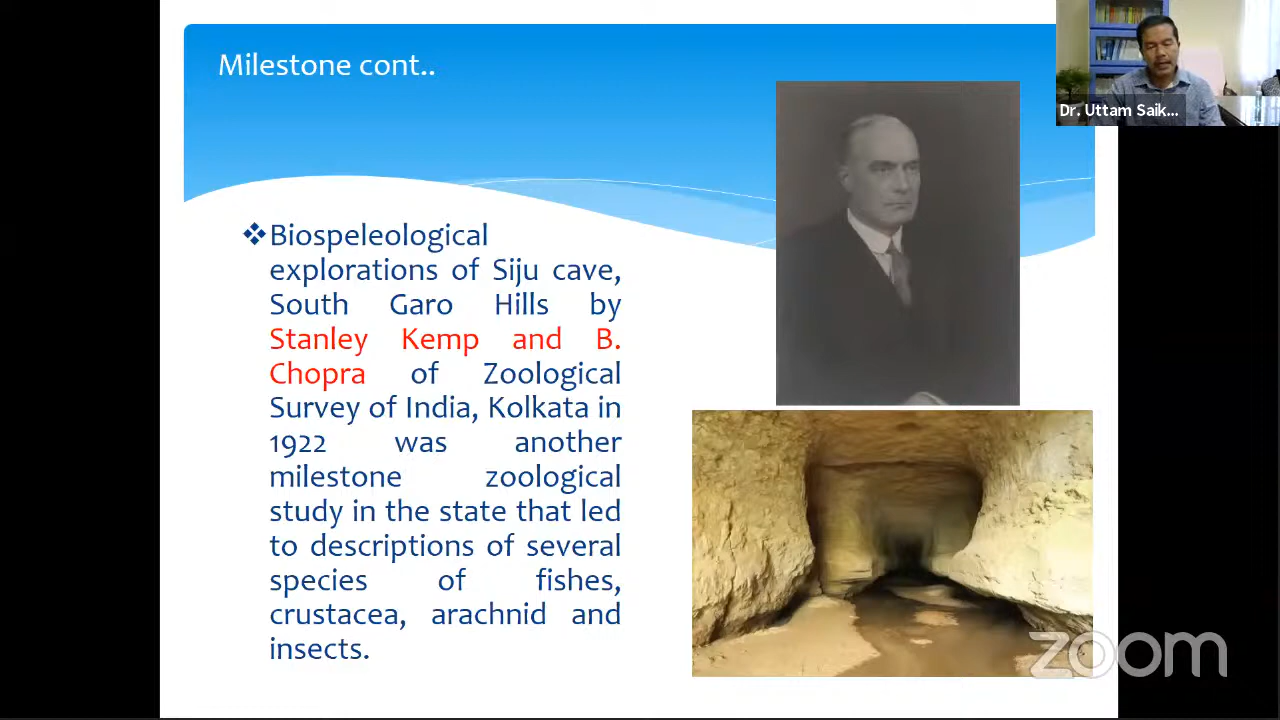 Milestone cont..
Dr. Uttam Saik...
❖Biospeleological
explorations of Siju cave,
South Garo Hills by
Stanley Kemp and B.
Chopra of Zoological
Survey of India, Kolkata in
1922 was another
milestone zoological
study in the state that led
to descriptions of several
species of fishes,
crustacea, arachnid and
insects.
zoom